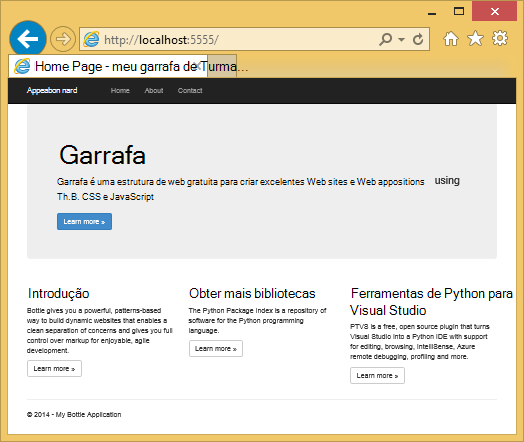 http://localhost:5555/
Home Page - meu garrafa de Turma...
Appeabon nard Home About Contact
Garrafa
Garrafa é uma estrutura de web gratuita para criar excelentes Web sites e Web appositions using
Th.B. CSS e JavaScript
Learn more »
Introdução
Bottle gives you a powerful, patterns-based
way to build dynamic websites that enables a
clean separation of concerns and gives you full
control over markup for enjoyable, agile
development.
Learn more »
Obter mais bibliotecas
The Python Package Index is a repository of
software for the Python programming
language.
Learn more »
Ferramentas de Python para
Visual Studio
PTVS is a free, open source plugin that turns
Visual Studio into a Python IDE with support
for editing, browsing, IntelliSense, Azure
remote debugging, profiling and more.
Learn more »
© 2014 - My Bottle Application